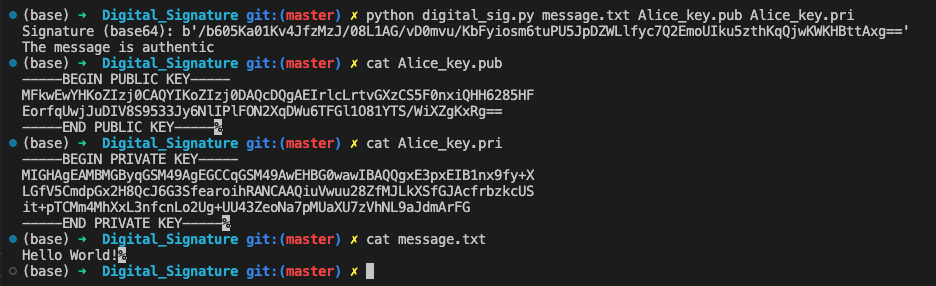 (base) ➜ Digital_Signature git:(master) ✗ python digital_sig.py message.txt Alice_key.pub Alice_key.pri
Signature (base64): b'/b605Ka01Kv4JfzMzJ/08L1AG/vD0mvu/KbFyiosm6tuPU5JpDZWLlfyc7Q2EmoUIku5zthKqQjwKWKHBttAxg=='
The message is authentic
(base) ➜ Digital_Signature git:(master) ✗ cat Alice_key.pub
-----BEGIN PUBLIC KEY-----
MFkwEwYHKoZIzj0CAQYIKoZIzj0DAQcDQgAEIrlcLrtvGXzCS5F0nxiQHH6285HF
EorfqUwjJuDIV8S9533Jy6NlIPlFON2XqDWu6TFGl1O81YTS/WiXZgKxRg==
-----END PUBLIC KEY-----%
(base) ➜ Digital_Signature git:(master) ✗ cat Alice_key.pri
-----BEGIN PRIVATE KEY-----
MIGHAgEAMBMGByqGSM49AgEGCCqGSM49AwEHBG0wawIBAQQgxE3pxEIB1nx9fy+X
LGfV5CmdpGx2H8QcJ6G3SfearoihRANCAAQiuVwuu28ZfMJLkXSfGJAcfrbzkcUS
it+pTCMm4MhXxL3nfcnLo2Ug+UU43ZeoNa7pMUaXU7zVhNL9aJdmArFG
-----END PRIVATE KEY-----%
(base) ➜ Digital_Signature git:(master) ✗ cat message.txt
Hello World!%
(base) ➜ Digital_Signature git:(master) ✗